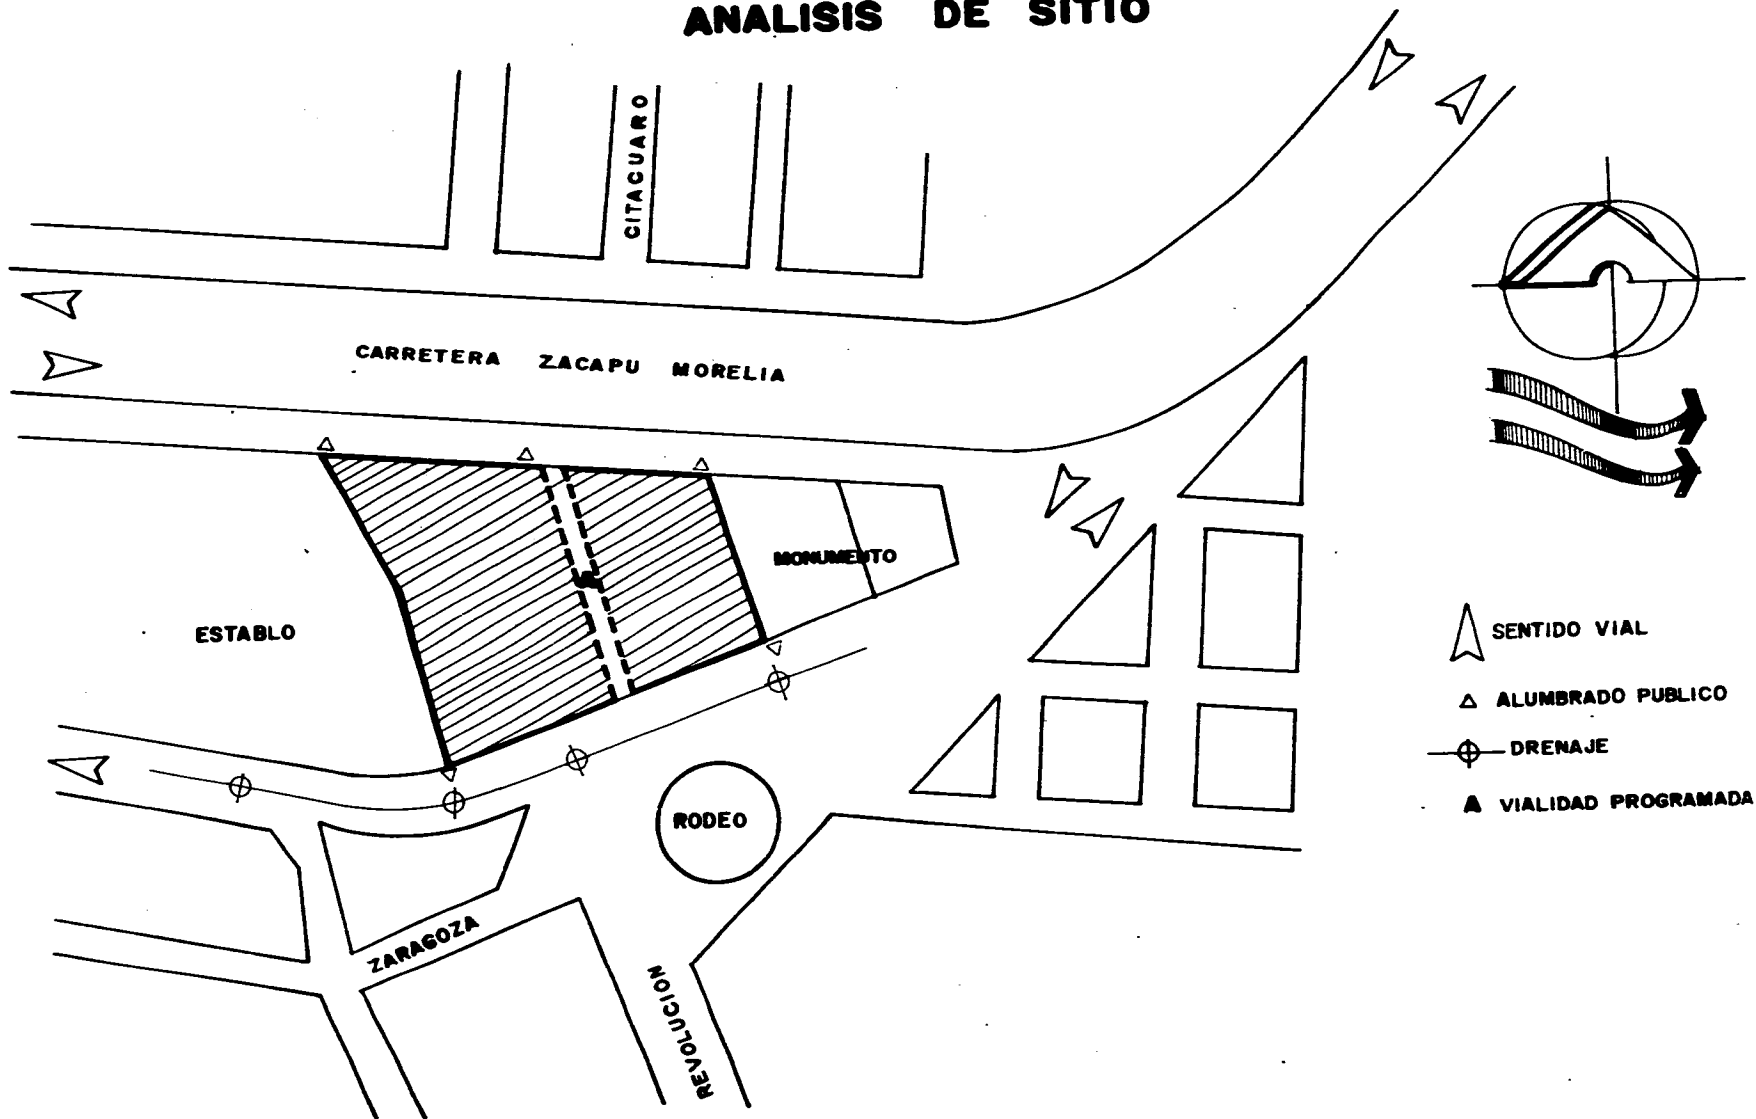 ANALISIS DE SITIO
CITACUARO
CARRETERA ZACAPU MORELIA
MONUMENTO
ESTABLO
SENTIDO VIAL
ALUMBRADO PUBLICO
DRENAJE
A VIALIDAD PROGRAMADA
RODEO
ZARAGOZA
REVOLUCION